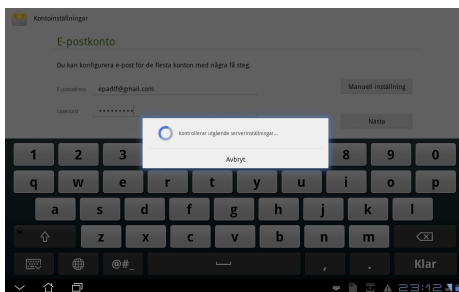 Kontoinställningar
E-postkonto
Du kan konfigurera e-post för de flesta konton med några få steg.
E-postadress epadtf@gmail.com Manuell inställning
Lösenord •••••••••
Nästa
Kontrollerar utgående serverinställningar...
Avbryt
1 2 3 8 9 0
q w e r t y u i o p
a s d f g h j k l
z x c v b n m
@#_ , . Klar
23:12